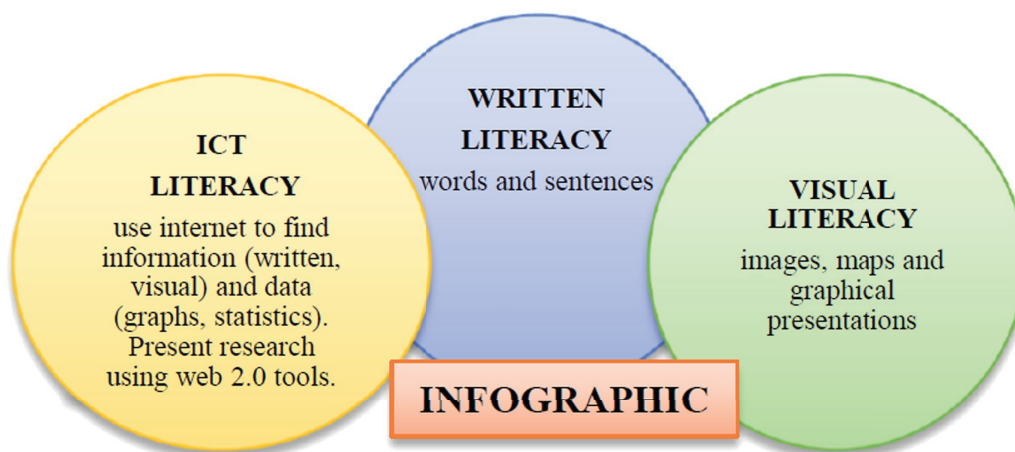 ICT
LITERACY
use internet to find
information (written,
visual) and data
(graphs, statistics).
Present research
using web 2.0 tools.
WRITTEN
LITERACY
words and sentences
VISUAL
LITERACY
images, maps and
graphical
presentations
INFOGRAPHIC